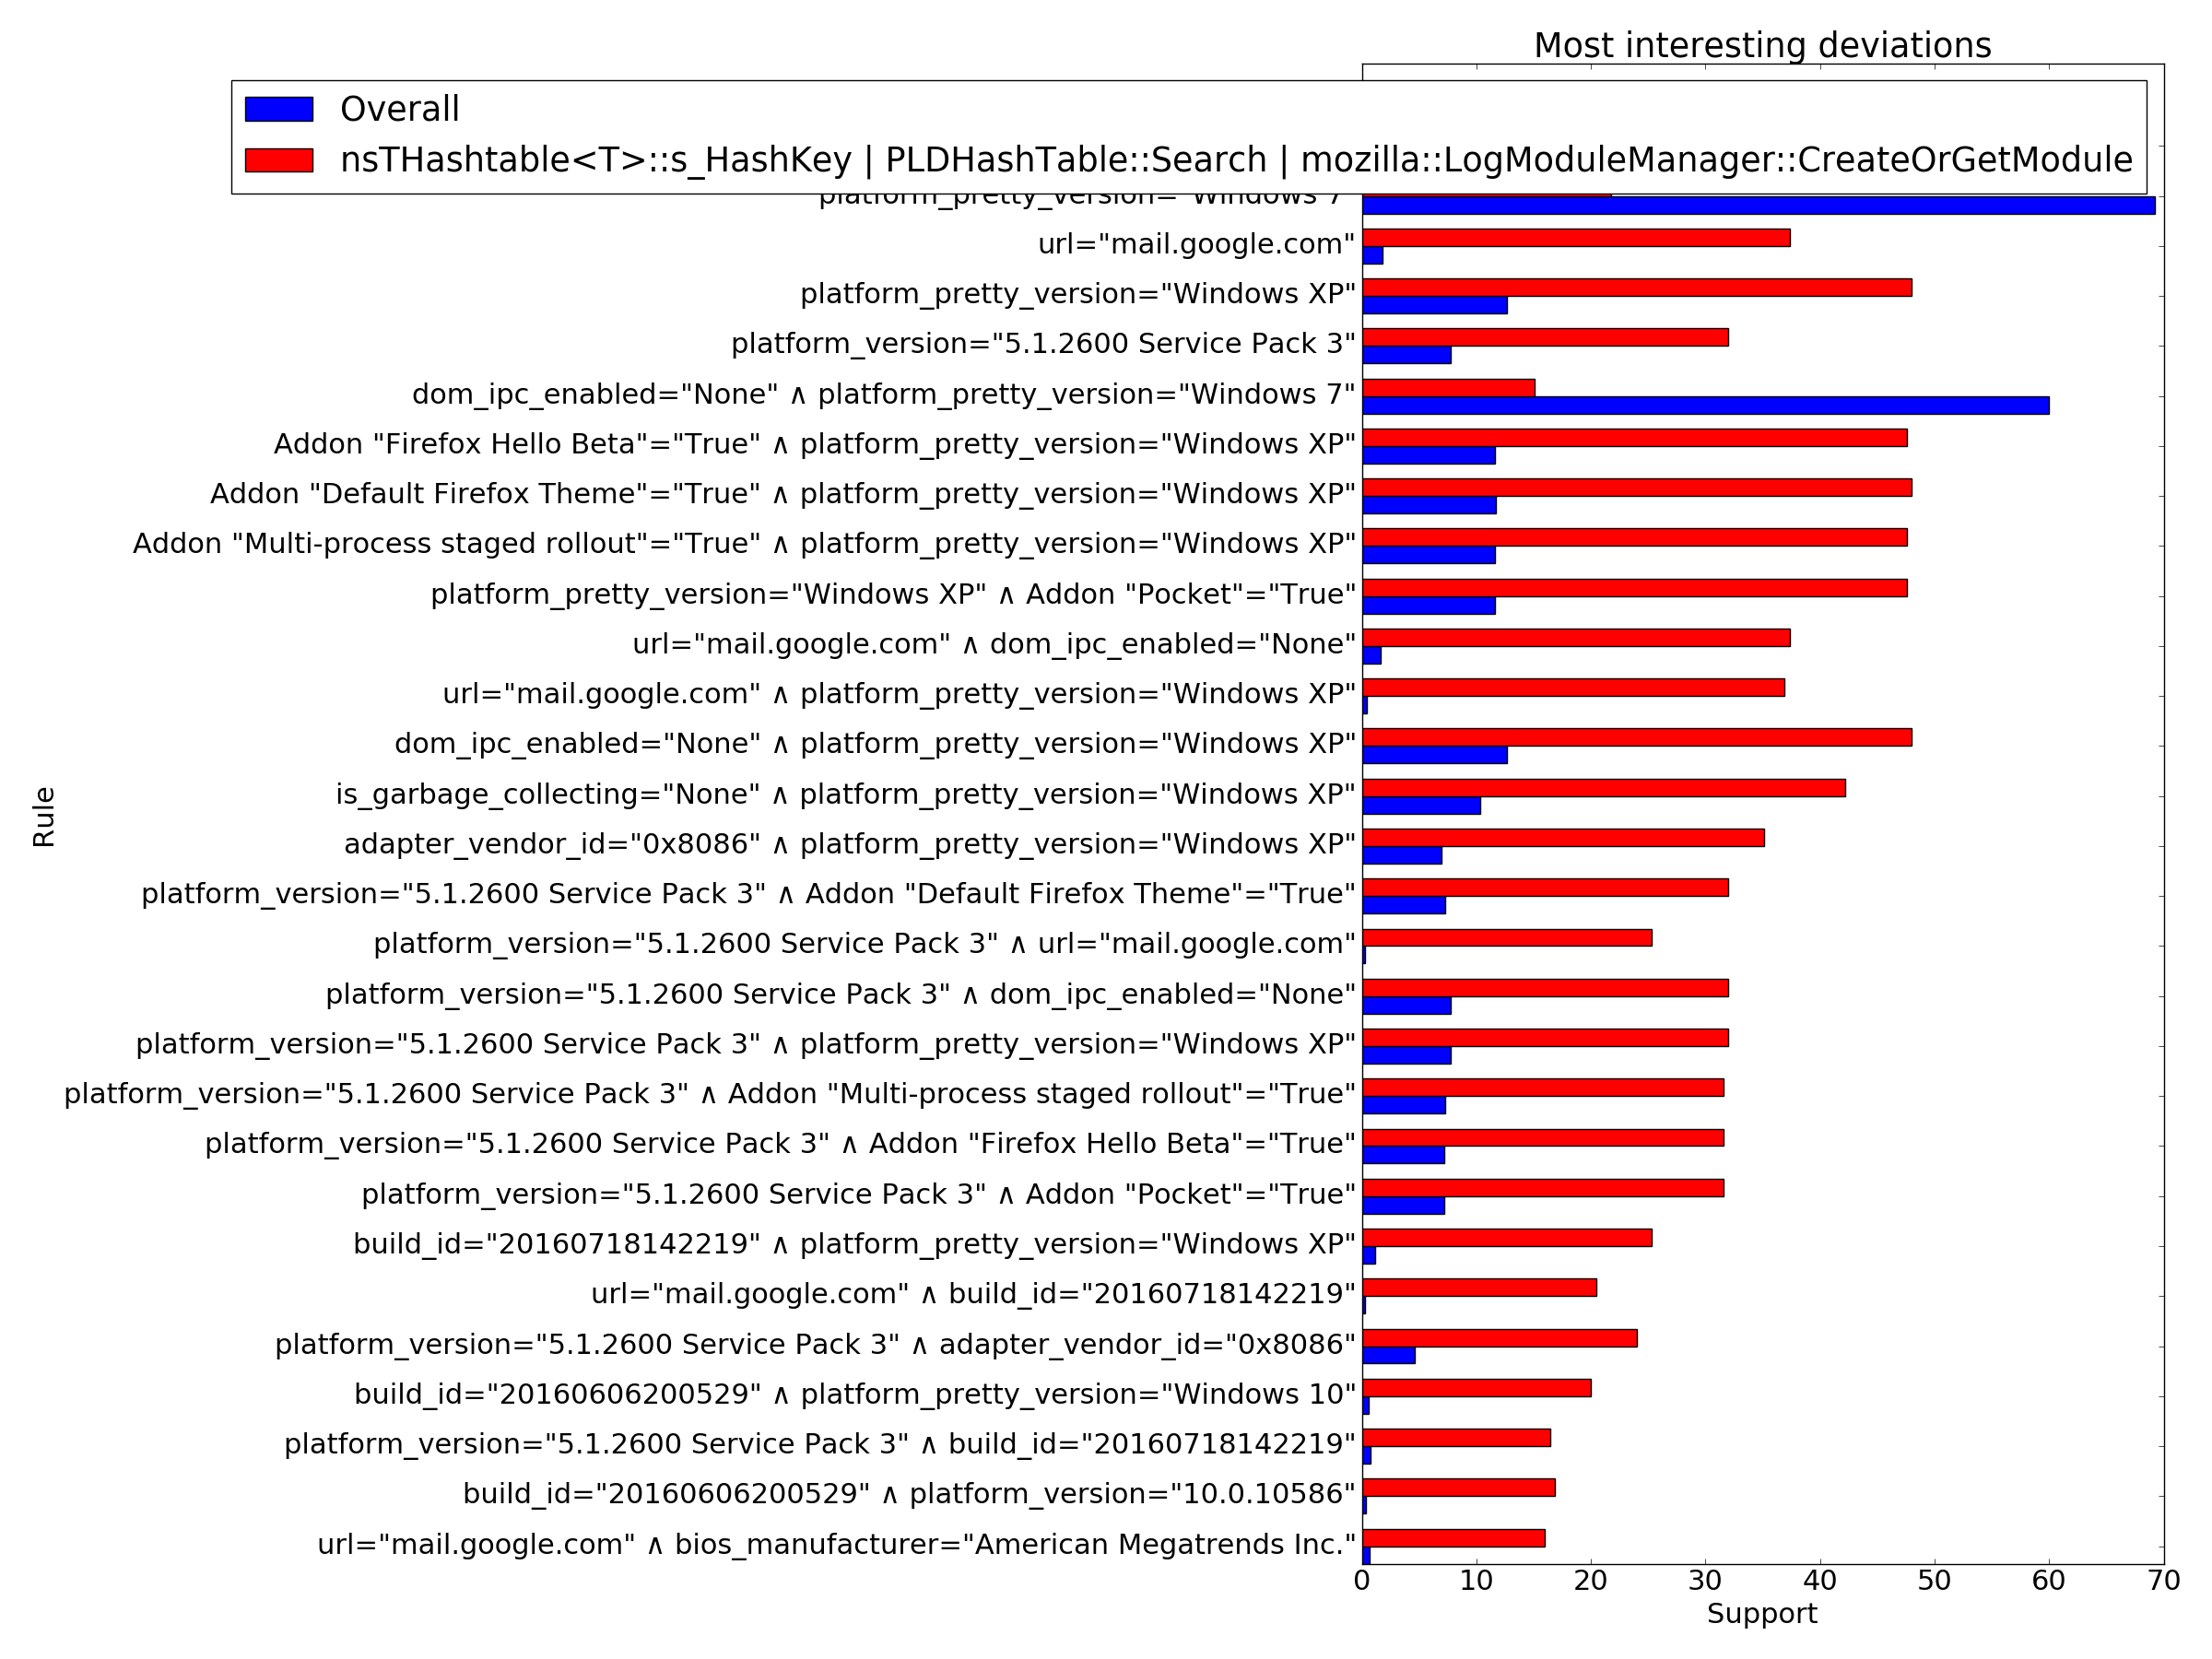 Most interesting deviations
Overall
nsTHashtable<T>::s_HashKey | PLDHashTable::Search | mozilla::LogModuleManager::CreateOrGetModule
platform_pretty_version="Windows 7"
url="mail.google.com"
platform_pretty_version="Windows XP"
platform_version="5.1.2600 Service Pack 3"
dom_ipc_enabled="None" ∧ platform_pretty_version="Windows 7"
Addon "Firefox Hello Beta"="True" ∧ platform_pretty_version="Windows XP"
Addon "Default Firefox Theme"="True" ∧ platform_pretty_version="Windows XP"
Addon "Multi-process staged rollout"="True" ∧ platform_pretty_version="Windows XP"
platform_pretty_version="Windows XP" ∧ Addon "Pocket"="True"
url="mail.google.com" ∧ dom_ipc_enabled="None"
url="mail.google.com" ∧ platform_pretty_version="Windows XP"
dom_ipc_enabled="None" ∧ platform_pretty_version="Windows XP"
is_garbage_collecting="None" ∧ platform_pretty_version="Windows XP"
adapter_vendor_id="0x8086" ∧ platform_pretty_version="Windows XP"
platform_version="5.1.2600 Service Pack 3" ∧ Addon "Default Firefox Theme"="True"
platform_version="5.1.2600 Service Pack 3" ∧ url="mail.google.com"
platform_version="5.1.2600 Service Pack 3" ∧ dom_ipc_enabled="None"
platform_version="5.1.2600 Service Pack 3" ∧ platform_pretty_version="Windows XP"
platform_version="5.1.2600 Service Pack 3" ∧ Addon "Multi-process staged rollout"="True"
platform_version="5.1.2600 Service Pack 3" ∧ Addon "Firefox Hello Beta"="True"
platform_version="5.1.2600 Service Pack 3" ∧ Addon "Pocket"="True"
build_id="20160718142219" ∧ platform_pretty_version="Windows XP"
url="mail.google.com" ∧ build_id="20160718142219"
platform_version="5.1.2600 Service Pack 3" ∧ adapter_vendor_id="0x8086"
build_id="20160606200529" ∧ platform_pretty_version="Windows 10"
platform_version="5.1.2600 Service Pack 3" ∧ build_id="20160718142219"
build_id="20160606200529" ∧ platform_version="10.0.10586"
url="mail.google.com" ∧ bios_manufacturer="American Megatrends Inc."
Rule
0 10 20 30 40 50 60 70
Support